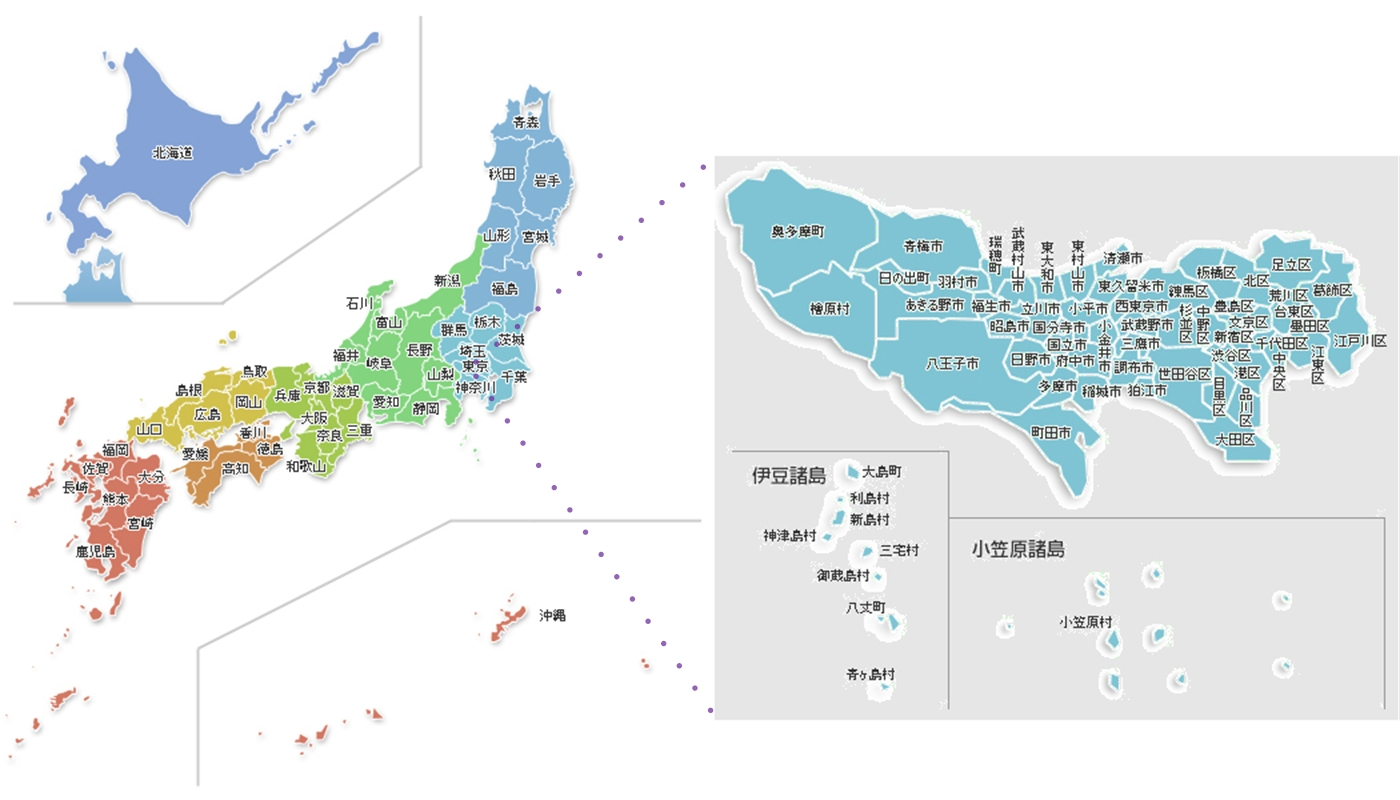 北海道
青森
秋田
岩手
山形
宮城
新潟
福島
石川
富山
群馬
栃木
茨城
福井
岐阜
長野
埼玉
東京
山梨
神奈川
千葉
愛知
静岡
鳥取
島根
兵庫
京都
滋賀
岡山
広島
大阪
三重
奈良
和歌山
山口
香川
徳島
愛媛
高知
福岡
佐賀
大分
長崎
熊本
宮崎
鹿児島
沖縄
奥多摩町
青梅市
瑞穂町
武蔵村山市
東大和市
東村山市
清瀬市
檜原村
日の出町
羽村市
あきる野市
福生市
立川市
小平市
東久留米市
西東京市
練馬区
板橋区
北区
足立区
葛飾区
荒川区
豊島区
台東区
文京区
墨田区
江戸川区
昭島市
国分寺市
国立市
小金井市
武蔵野市
三鷹市
杉並区
中野区
新宿区
千代田区
渋谷区
港区
中央区
江東区
八王子市
日野市
府中市
調布市
世田谷区
目黒区
品川区
多摩市
稲城市
狛江市
町田市
大田区
伊豆諸島
大島町
利島村
新島村
神津島村
三宅村
御蔵島村
八丈町
青ヶ島村
小笠原諸島
小笠原村